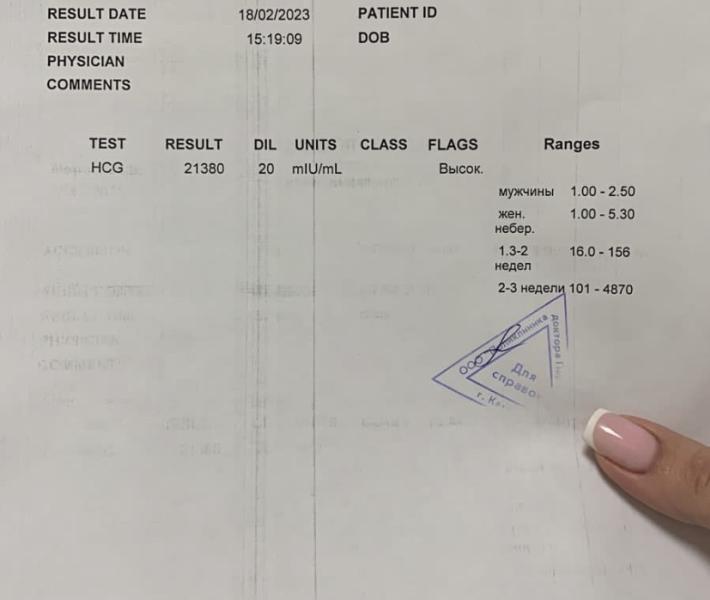 RESULT DATE 18/02/2023 PATIENT ID
RESULT TIME 15:19:09 DOB
PHYSICIAN
COMMENTS
TEST RESULT DIL UNITS CLASS FLAGS Ranges
HCG 21380 20 mIU/mL Высок.
мужчины 1.00 - 2.50
жен. 1.00 - 5.30
небер.
1.3-2 16.0 - 156
недел
2-3 недели 101 - 4870
ООО
доктора
Для
г.